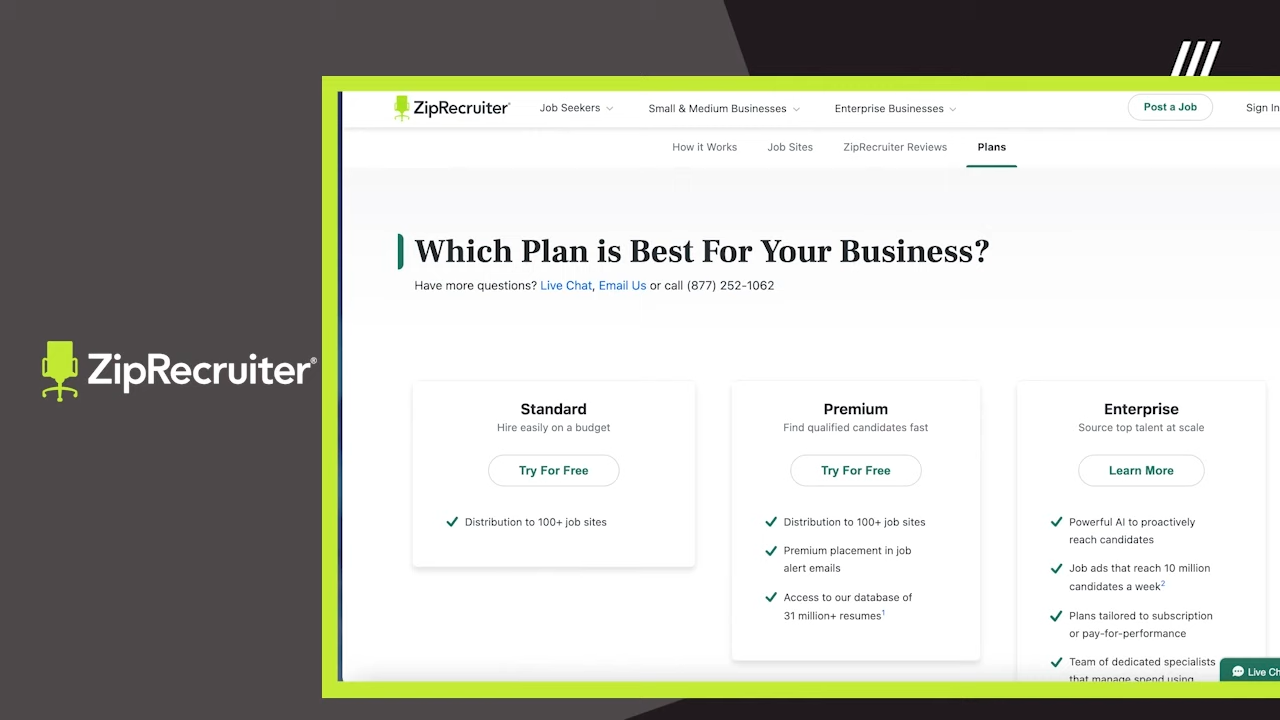 ZipRecruiter
Job Seekers
Small & Medium Businesses
Enterprise Businesses
Post a Job
Sign In
How it Works
Job Sites
ZipRecruiter Reviews
Plans
Which Plan is Best For Your Business?
Have more questions? Live Chat, Email Us or call (877) 252-1062
ZipRecruiter®
Standard
Hire easily on a budget
Try For Free
Distribution to 100+ job sites
Premium
Find qualified candidates fast
Try For Free
Distribution to 100+ job sites
Premium placement in job
alert emails
Access to our database of
31 million+ resumes¹
Enterprise
Source top talent at scale
Learn More
Powerful AI to proactively
reach candidates
Job ads that reach 10 million
candidates a week²
Plans tailored to subscription
or pay-for-performance
Team of dedicated specialists
that manage spend using
Live Ch